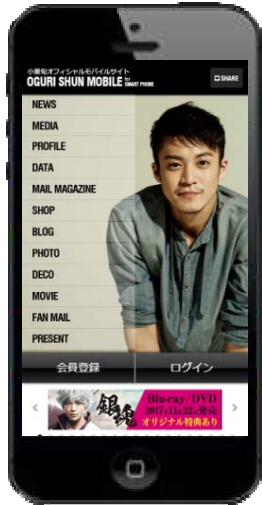 小栗旬オフィシャルモバイルサイト
OGURI SHUN MOBILE for SMART PHONE
SHARE
NEWS
MEDIA
PROFILE
DATA
MAIL MAGAZINE
SHOP
BLOG
PHOTO
DECO
MOVIE
FAN MAIL
PRESENT
会員登録
ログイン
銀魂
Blu-ray/DVD
2017年11月22日発売
オリジナル特典あり